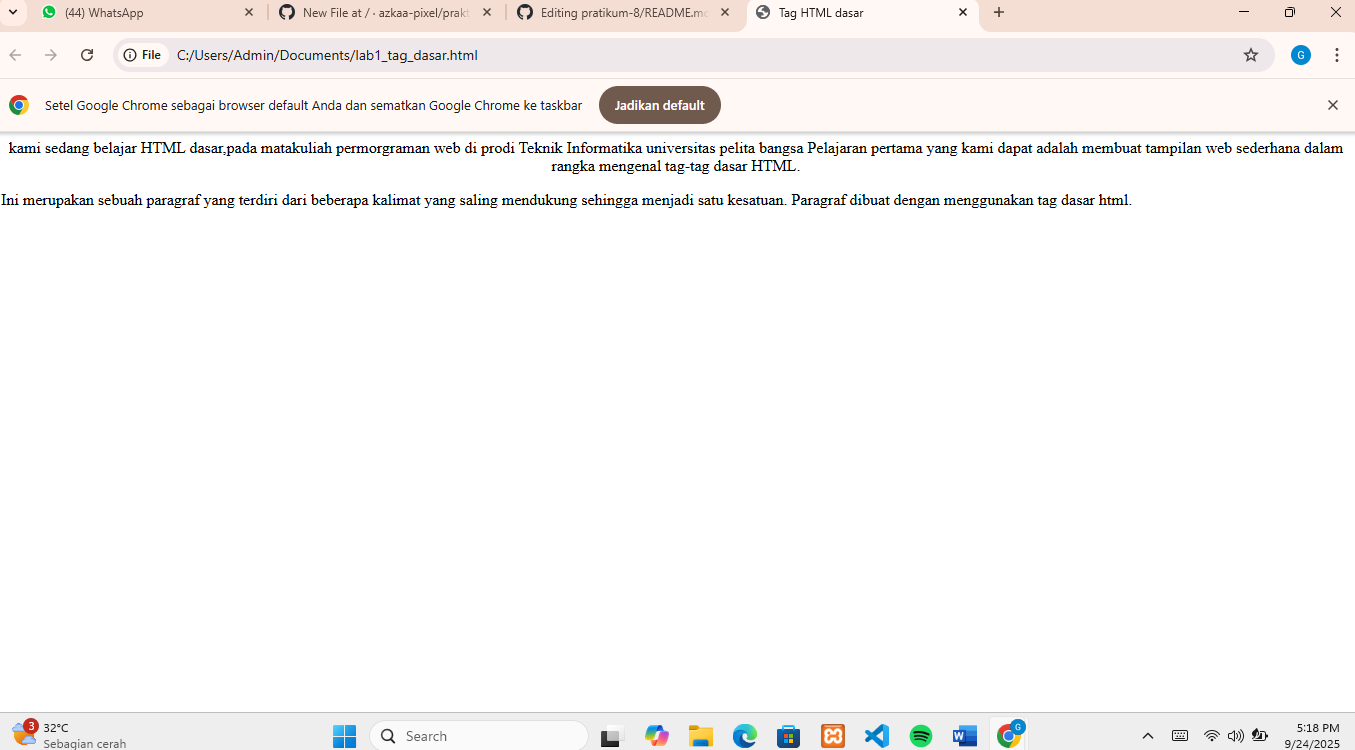 (44) WhatsApp
New File at / · azkaa-pixel/prakt
Editing pratikum-8/README.mc
Tag HTML dasar
File
C:/Users/Admin/Documents/lab1_tag_dasar.html
G
Setel Google Chrome sebagai browser default Anda dan sematkan Google Chrome ke taskbar
Jadikan default
kami sedang belajar HTML dasar,pada matakuliah permorgraman web di prodi Teknik Informatika universitas pelita bangsa Pelajaran pertama yang kami dapat adalah membuat tampilan web sederhana dalam
rangka mengenal tag-tag dasar HTML.
Ini merupakan sebuah paragraf yang terdiri dari beberapa kalimat yang saling mendukung sehingga menjadi satu kesatuan. Paragraf dibuat dengan menggunakan tag dasar html.
3
32°C
Sebagian cerah
Search
W
G
5:18 PM
9/24/2025